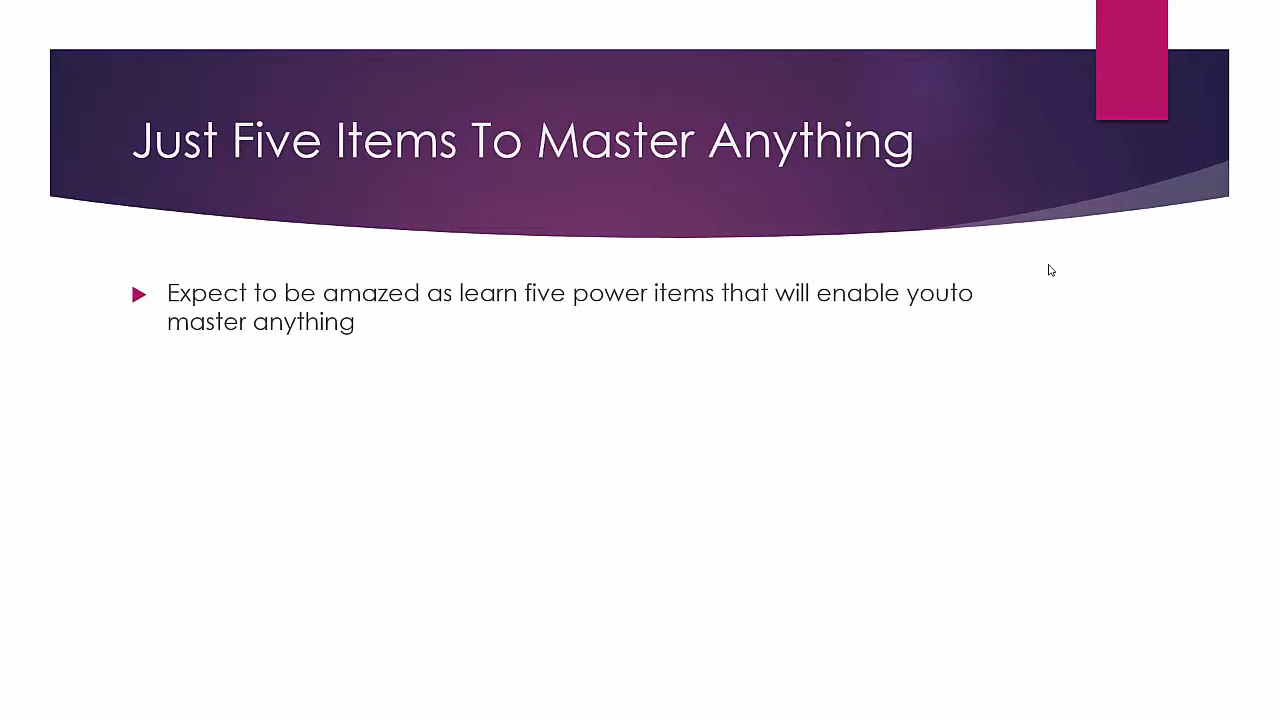 Just Five Items To Master Anything
Expect to be amazed as learn five power items that will enable youto
master anything